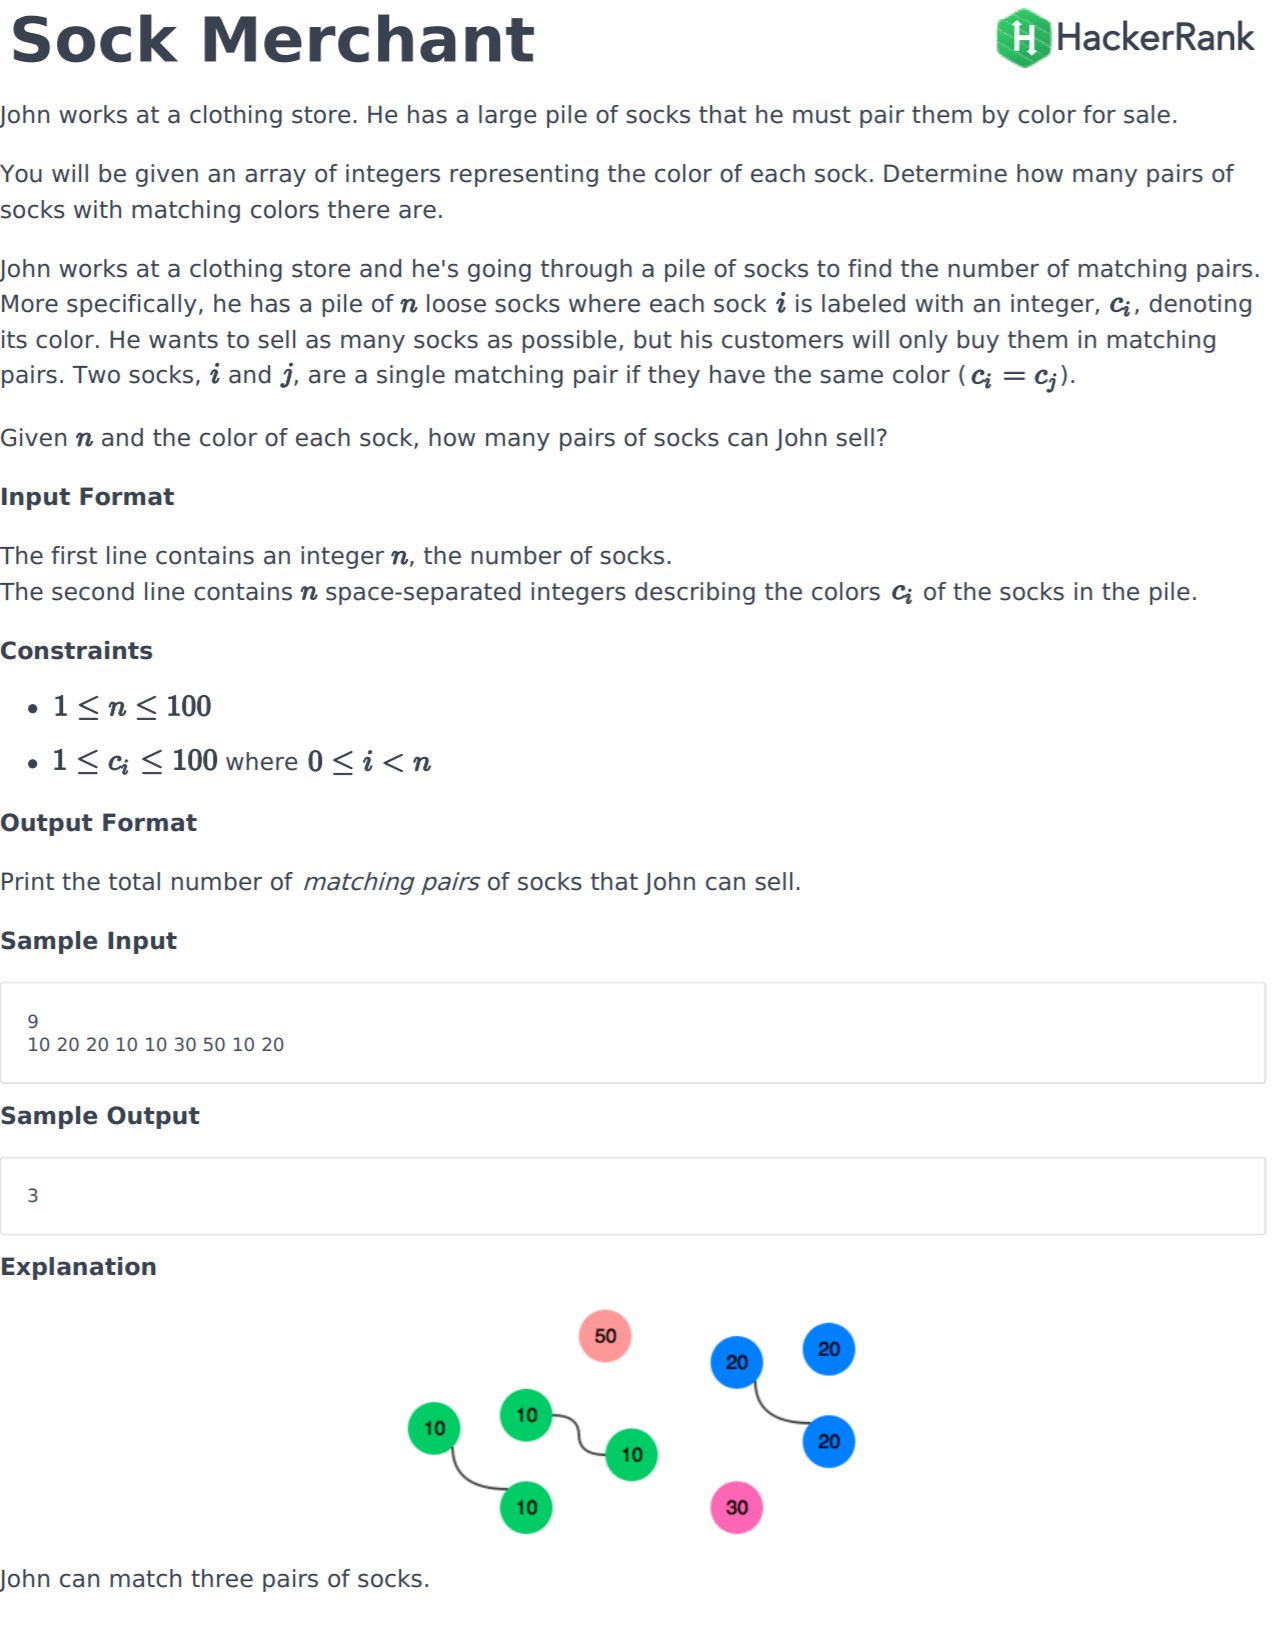 Sock Merchant
HackerRank
John works at a clothing store. He has a large pile of socks that he must pair them by color for sale.
You will be given an array of integers representing the color of each sock. Determine how many pairs of
socks with matching colors there are.
John works at a clothing store and he's going through a pile of socks to find the number of matching pairs.
More specifically, he has a pile of n loose socks where each sock i is labeled with an integer, c_i, denoting
its color. He wants to sell as many socks as possible, but his customers will only buy them in matching
pairs. Two socks, i and j, are a single matching pair if they have the same color (c_i = c_j).
Given n and the color of each sock, how many pairs of socks can John sell?
Input Format
The first line contains an integer n, the number of socks.
The second line contains n space-separated integers describing the colors c_i of the socks in the pile.
Constraints
• 1 ≤ n ≤ 100
• 1 ≤ c_i ≤ 100 where 0 ≤ i < n
Output Format
Print the total number of matching pairs of socks that John can sell.
Sample Input
9
10 20 20 10 10 30 50 10 20
Sample Output
3
Explanation
50
20
20
10
10
10
20
10
30
John can match three pairs of socks.